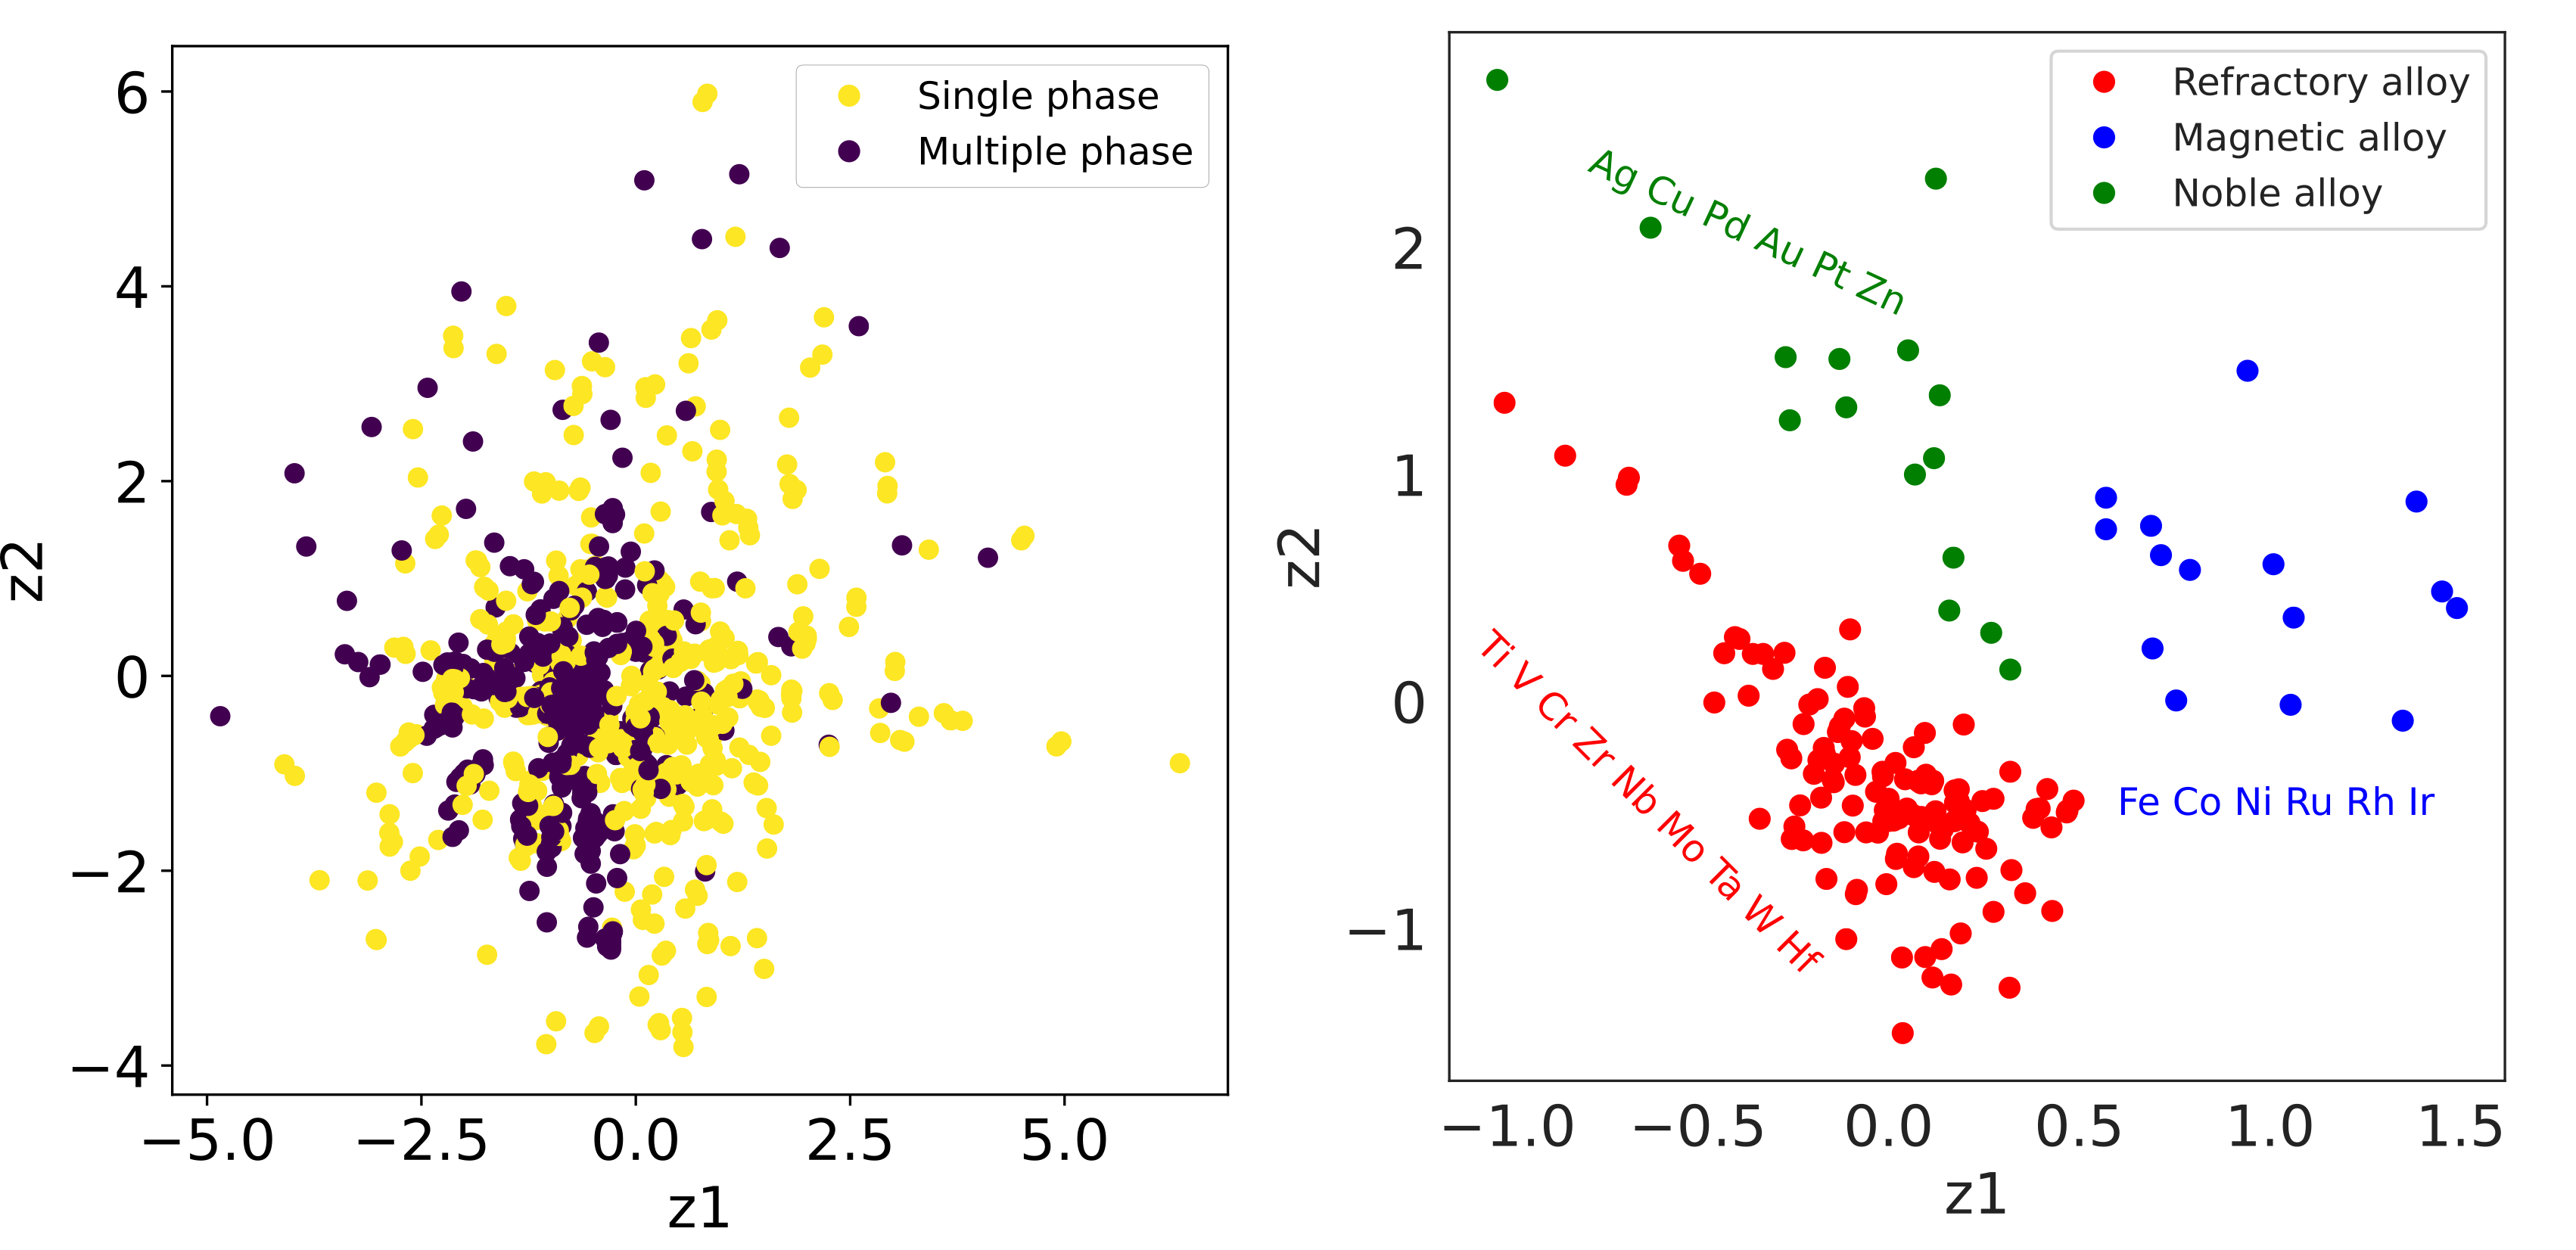 6
4
2
0
−2
−4
z2
−5.0
−2.5
0.0
2.5
5.0
z1
Single phase
Multiple phase
2
1
0
−1
z2
−1.0
−0.5
0.0
0.5
1.0
1.5
z1
Refractory alloy
Magnetic alloy
Noble alloy
Ag Cu Pd Au Pt Zn
Ti V Cr Zr Nb Mo Ta W Hf
Fe Co Ni Ru Rh Ir